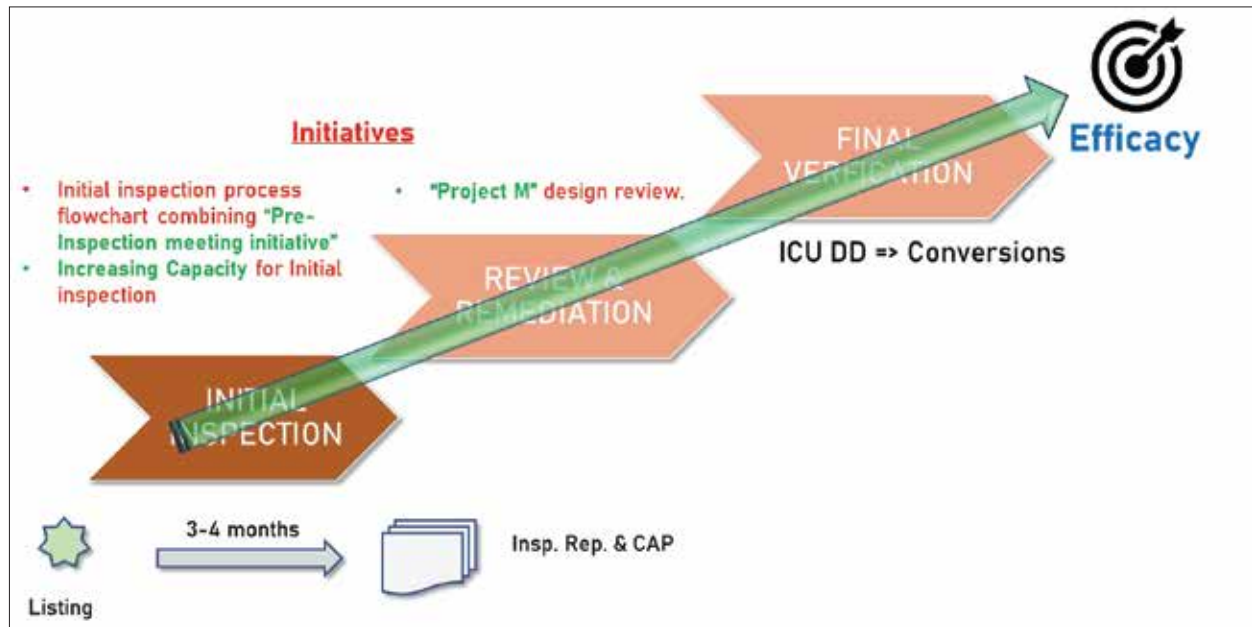 Initiatives
• Initial inspection process
flowchart combining "Pre-
Inspection meeting initiative"
• Increasing Capacity for Initial
inspection
• "Project M" design review.
FINAL
VERFICATION
Efficacy
ICU DD => Conversions
REVIEW &
REMEDIATION
INITIAL
INSPECTION
3-4 months
Insp. Rep. & CAP
Listing